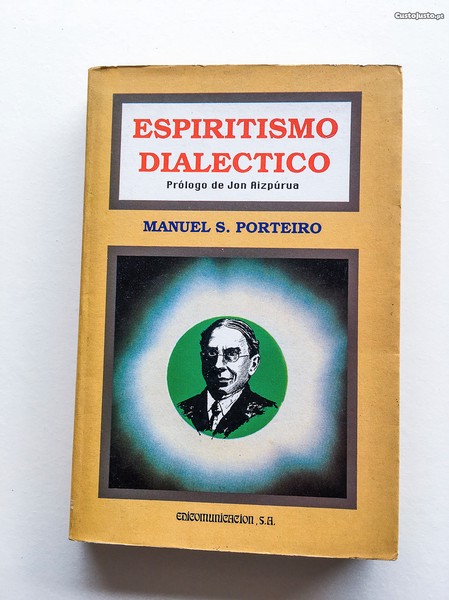 CustoJusto.pt
ESPIRITISMO
DIALECTICO
Prólogo de Jon Aizpúrua
MANUEL S. PORTEIRO
EDICOMUNICACION, S.A.